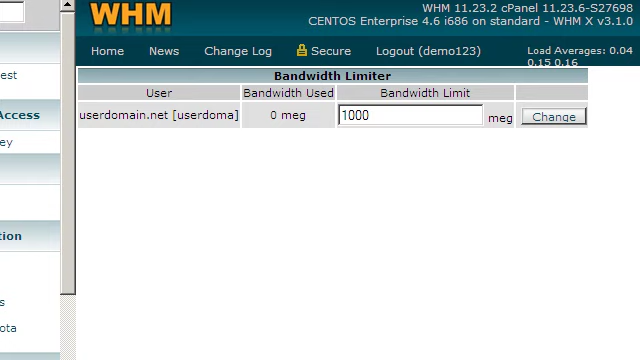 WHM
WHM 11.23.2 cPanel 11.23.6-S27698
CENTOS Enterprise 4.6 i686 on standard - WHM X v3.1.0
Home News Change Log Secure Logout (demo123) Load Averages: 0.04
0.15 0.16
Bandwidth Limiter
User Bandwidth Used Bandwidth Limit
userdomain.net [userdoma] 0 meg 1000 meg Change
est
Access
ey
tion
s
ota